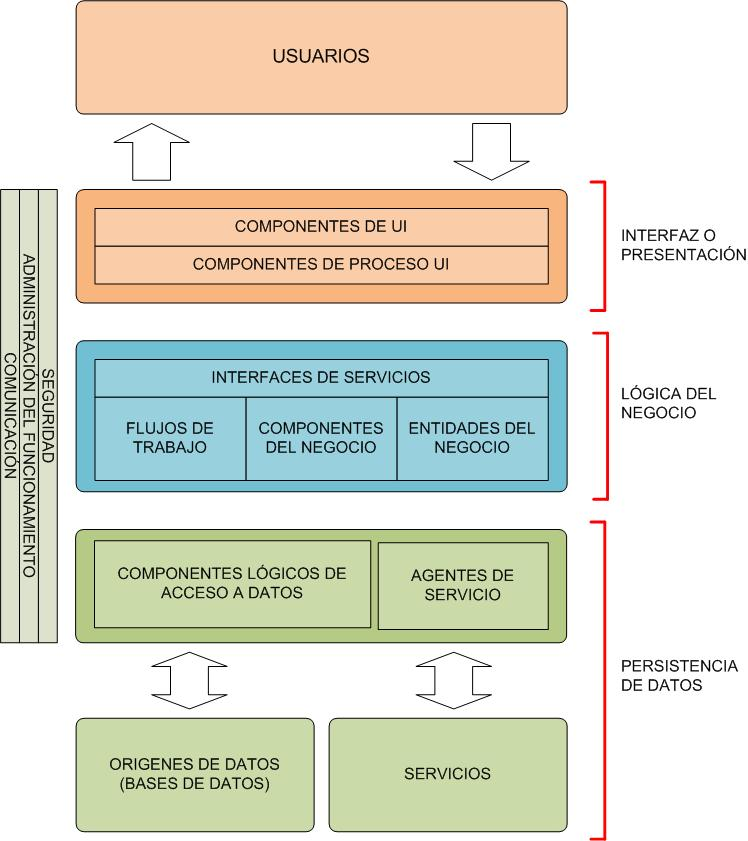 USUARIOS
COMPONENTES DE UI
COMPONENTES DE PROCESO UI
INTERFAZ O
PRESENTACIÓN
INTERFACES DE SERVICIOS
FLUJOS DE
TRABAJO
COMPONENTES
DEL NEGOCIO
ENTIDADES DEL
NEGOCIO
LÓGICA DEL
NEGOCIO
SEGURIDAD
ADMINISTRACIÓN DEL FUNCIONAMIENTO
COMUNICACIÓN
COMPONENTES LÓGICOS DE
ACCESO A DATOS
AGENTES DE
SERVICIO
PERSISTENCIA
DE DATOS
ORIGENES DE DATOS
(BASES DE DATOS)
SERVICIOS